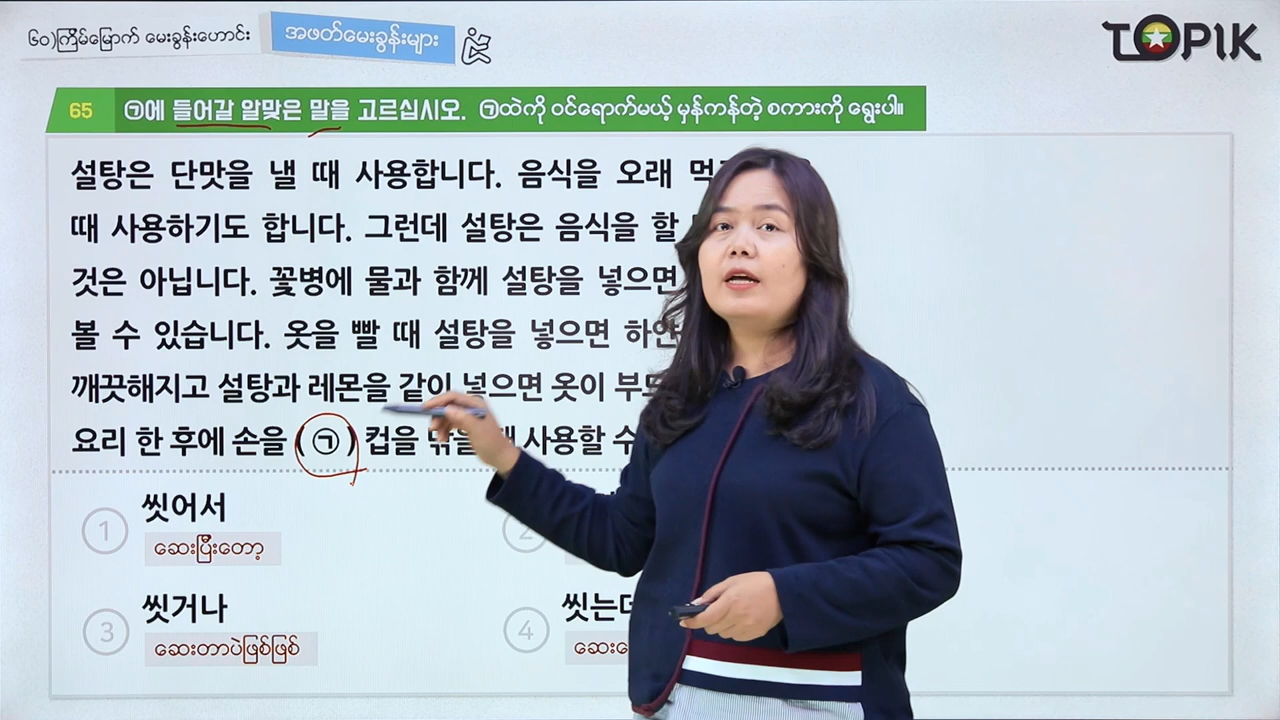 ၆၀)ကြိမ်မြောက် မေးခွန်းဟောင်း
အဖတ်မေးခွန်းများ
TOPIK
65 ㉠에 들어갈 알맞은 말을 고르십시오. ㉠ထဲကို ဝင်ရောက်မယ့် မှန်ကန်တဲ့ စကားကို ရွေးပါ။
설탕은 단맛을 낼 때 사용합니다. 음식을 오래
때 사용하기도 합니다. 그런데 설탕은 음식을 할
것은 아닙니다. 꽃병에 물과 함께 설탕을 넣으면
볼 수 있습니다. 옷을 빨 때 설탕을 넣으면
깨끗해지고 설탕과 레몬을 같이 넣으면 옷이
요리 한 후에 손을 ( ㉠ ) 컵을 닦을 때 사용할 수
1 씻어서
ဆေးပြီးတော့
2
3 씻거나
ဆေးတာပဲဖြစ်ဖြစ်
4 씻는데